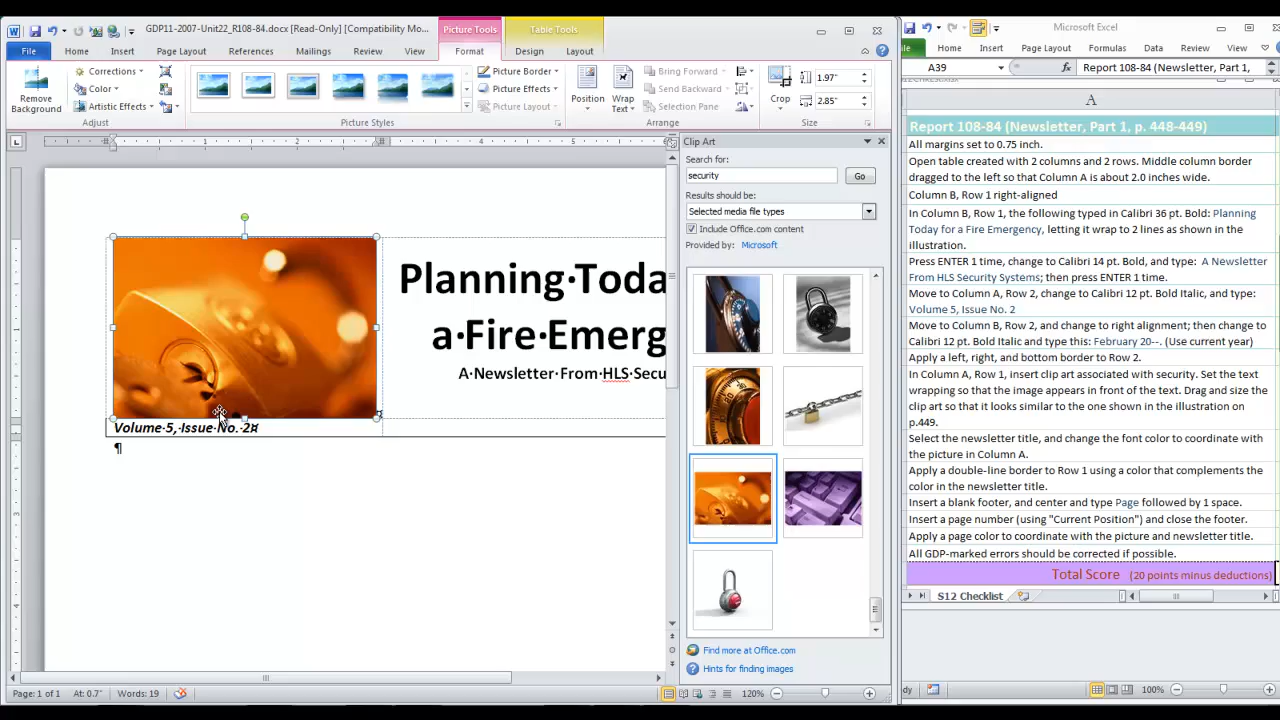 GDP11-2007-Unit22_R108-84.docx [Read-Only] [Compatibility Mo...
Picture Tools
Table Tools
File
Home
Insert
Page Layout
References
Mailings
Review
View
Format
Design
Layout
Remove
Background
Corrections
Color
Artistic Effects
Adjust
Picture Styles
Picture Border
Picture Effects
Picture Layout
Position
Wrap
Text
Bring Forward
Send Backward
Selection Pane
Arrange
Crop
1.97"
2.85"
Size
Planning·Toda
a·Fire·Emerg
A·Newsletter·From·HLS·Secu
Volume·5,·Issue·No.·2¤
¶
Clip Art
Search for:
security
Go
Results should be:
Selected media file types
Include Office.com content
Provided by: Microsoft
Find more at Office.com
Hints for finding images
Page: 1 of 1
At: 0.7"
Words: 19
120%
Microsoft Excel
Home
Insert
Page Layout
Formulas
Data
Review
View
A39
fx
Report 108-84 (Newsletter, Part 1,
A
Report 108-84 (Newsletter, Part 1, p. 448-449)
All margins set to 0.75 inch.
Open table created with 2 columns and 2 rows. Middle column border
dragged to the left so that Column A is about 2.0 inches wide.
Column B, Row 1 right-aligned
In Column B, Row 1, the following typed in Calibri 36 pt. Bold: Planning
Today for a Fire Emergency, letting it wrap to 2 lines as shown in the
illustration.
Press ENTER 1 time, change to Calibri 14 pt. Bold, and type: A Newsletter
From HLS Security Systems; then press ENTER 1 time.
Move to Column A, Row 2, change to Calibri 12 pt. Bold Italic, and type:
Volume 5, Issue No. 2
Move to Column B, Row 2, and change to right alignment; then change to
Calibri 12 pt. Bold Italic and type this: February 20--. (Use current year)
Apply a left, right, and bottom border to Row 2.
In Column A, Row 1, insert clip art associated with security. Set the text
wrapping so that the image appears in front of the text. Drag and size the
clip art so that it looks similar to the one shown in the illustration on
p.449.
Select the newsletter title, and change the font color to coordinate with
the picture in Column A.
Apply a double-line border to Row 1 using a color that complements the
color in the newsletter title.
Insert a blank footer, and center and type Page followed by 1 space.
Insert a page number (using "Current Position") and close the footer.
Apply a page color to coordinate with the picture and newsletter title.
All GDP-marked errors should be corrected if possible.
Total Score (20 points minus deductions)
S12 Checklist
100%